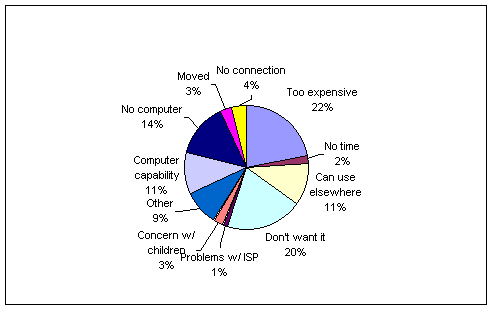 No connection
4%
Too expensive
22%
No time
2%
Can use
elsewhere
11%
Don't want it
20%
Problems w/ ISP
1%
Concern w/
children
3%
Other
9%
Computer
capability
11%
No computer
14%
Moved
3%